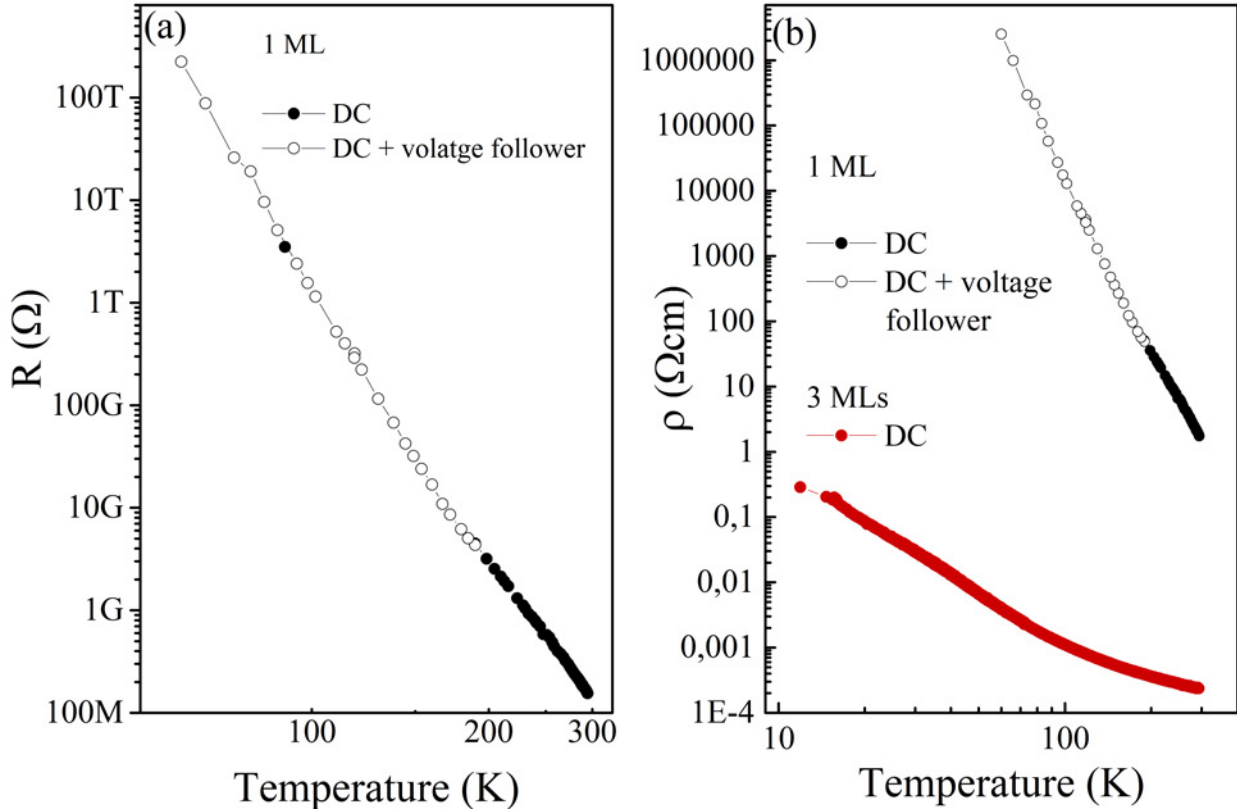 (a)
1 ML
DC
DC + volatge follower
100T
10T
1T
100G
10G
1G
100M
R (Ω)
100
200
300
Temperature (K)
(b)
1 ML
DC
DC + voltage
follower
3 MLs
DC
1000000
100000
10000
1000
100
10
1
0,1
0,01
0,001
1E-4
ρ (Ωcm)
10
100
Temperature (K)